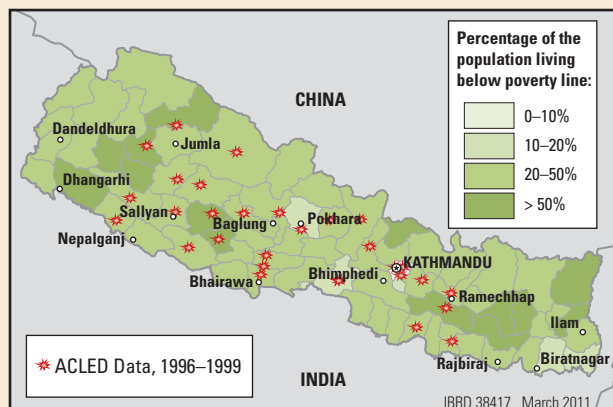 Percentage of the
population living
below poverty line:
0–10%
10–20%
20–50%
> 50%
CHINA
Dandeldhura
Jumla
Dhangarhi
Sallyan
Baglung
Pokhara
Nepalganj
KATHMANDU
Bhairawa
Bhimphedi
Ramechhap
Ilam
Rajbiraj
Biratnagar
ACLED Data, 1996–1999
INDIA
IBRD 38417 March 2011